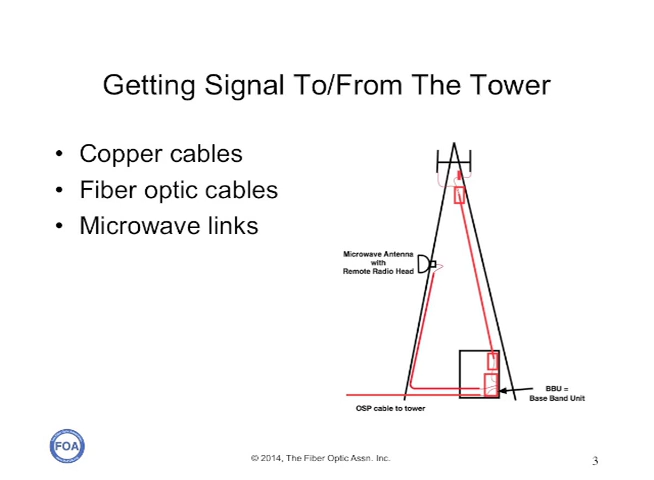 Getting Signal To/From The Tower
• Copper cables
• Fiber optic cables
• Microwave links
Microwave Antenna
with
Remote Radio Head
BBU =
Base Band Unit
OSP cable to tower
FOA
© 2014, The Fiber Optic Assn. Inc.
3